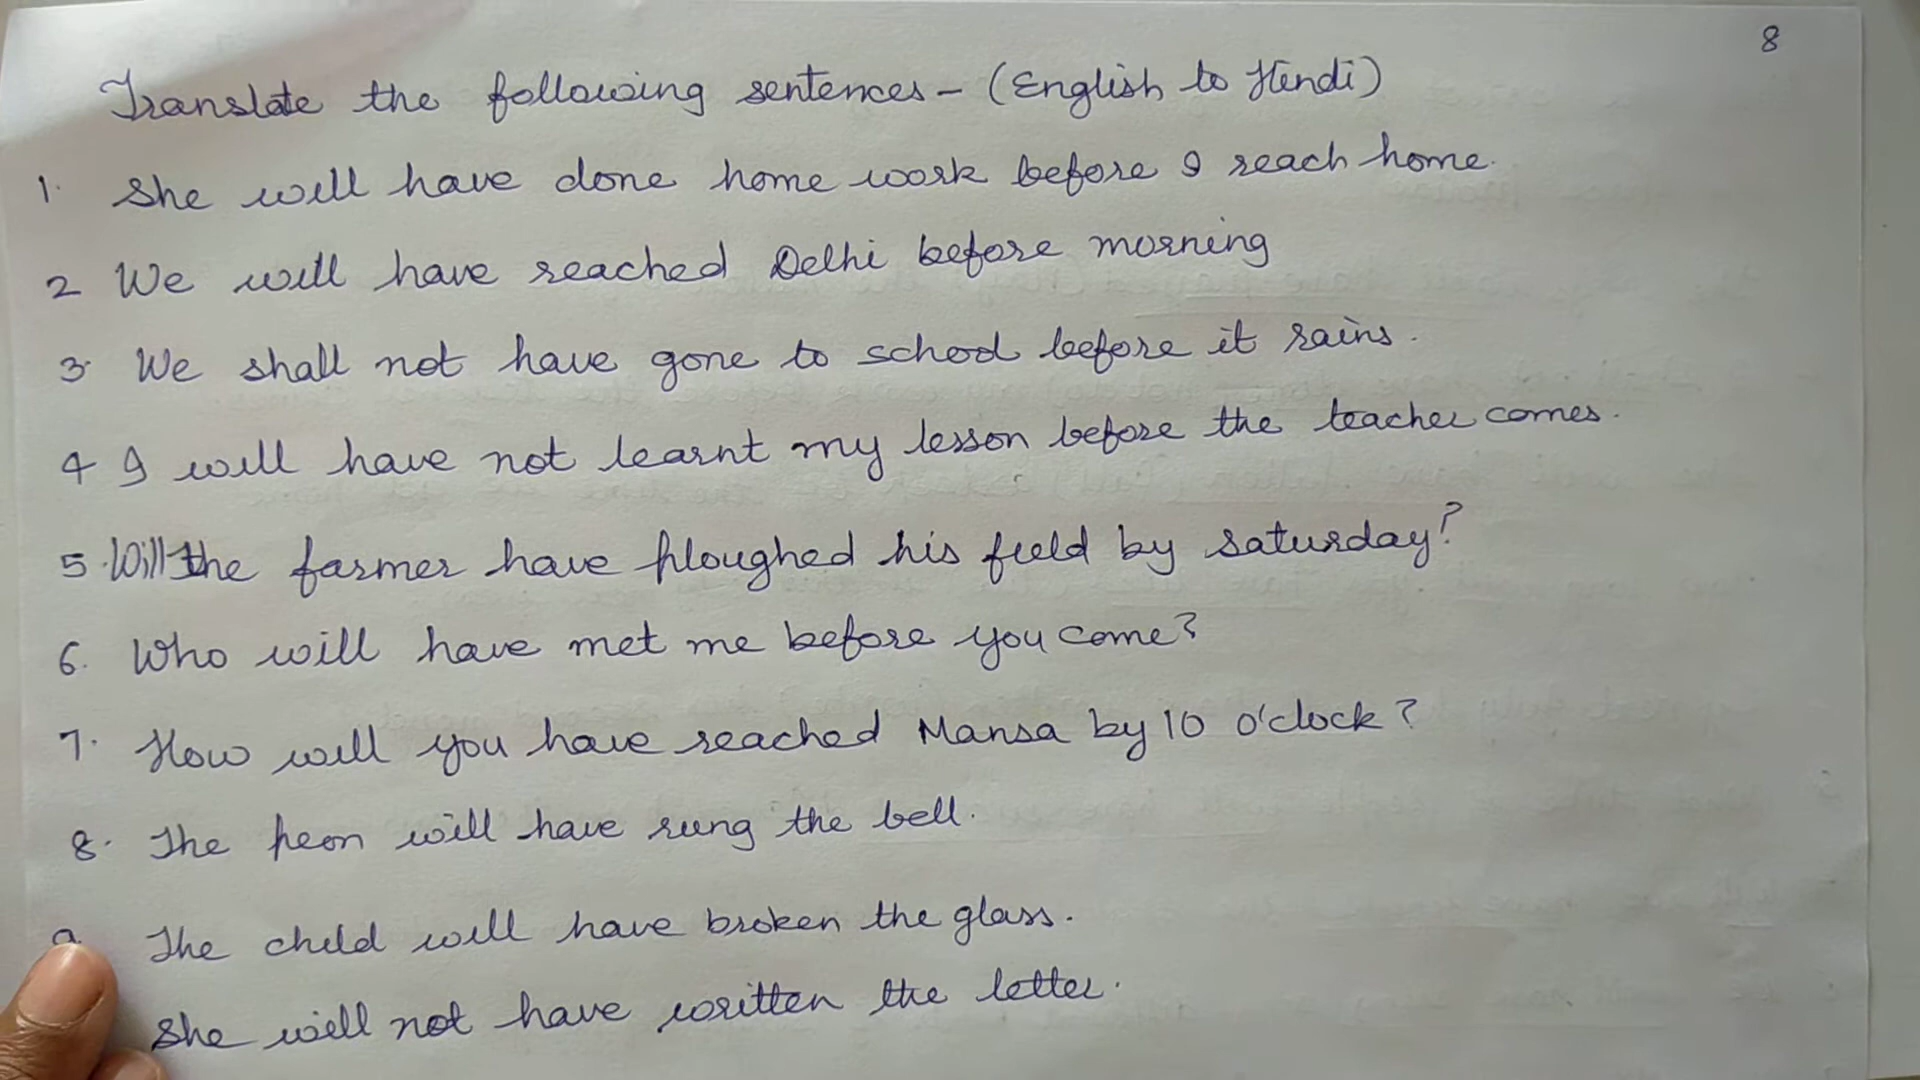 8
Translate the following sentences - (English to Hindi)
1. She will have done home work before I reach home.
2 We will have reached Delhi before morning
3. We shall not have gone to school before it rains.
4 I will have not learnt my lesson before the teacher comes.
5. Will the farmer have ploughed his field by saturday?
6. Who will have met me before you come?
7. How will you have reached Mansa by 10 o'clock?
8. The peon will have rung the bell.
9 The child will have broken the glass.
She will not have written the letter.